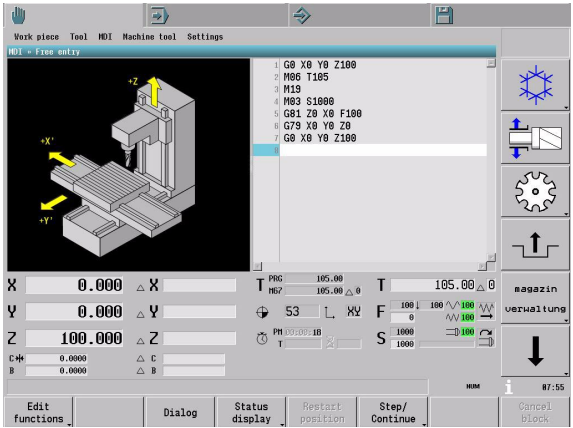 Work piece Tool MDI Machine tool Settings
MDI - Free entry
+Z
+X'
+Y'
1 G0 X0 Y0 Z100
2 M06 T105
3 M19
4 M03 S1000
5 G81 Z0 X0 F100
6 G79 X0 Y0 Z0
7 G0 X0 Y0 Z100
8
X 0.000 △ X
T PRG 105.00
M67 105.00 △ 0
T 105.00 △ 0
Y 0.000 △ Y
53 XY
F 100 100 100
0 100
Z 100.000 △ Z
PM 00:00:18
T
S 1000 100
1000
C 0.0000 △ C
B 0.0000 △ B
NUM
magazin
verwaltung
i 07:55
Edit
functions
Dialog
Status
display
Restart
position
Step/
Continue
Cancel
block